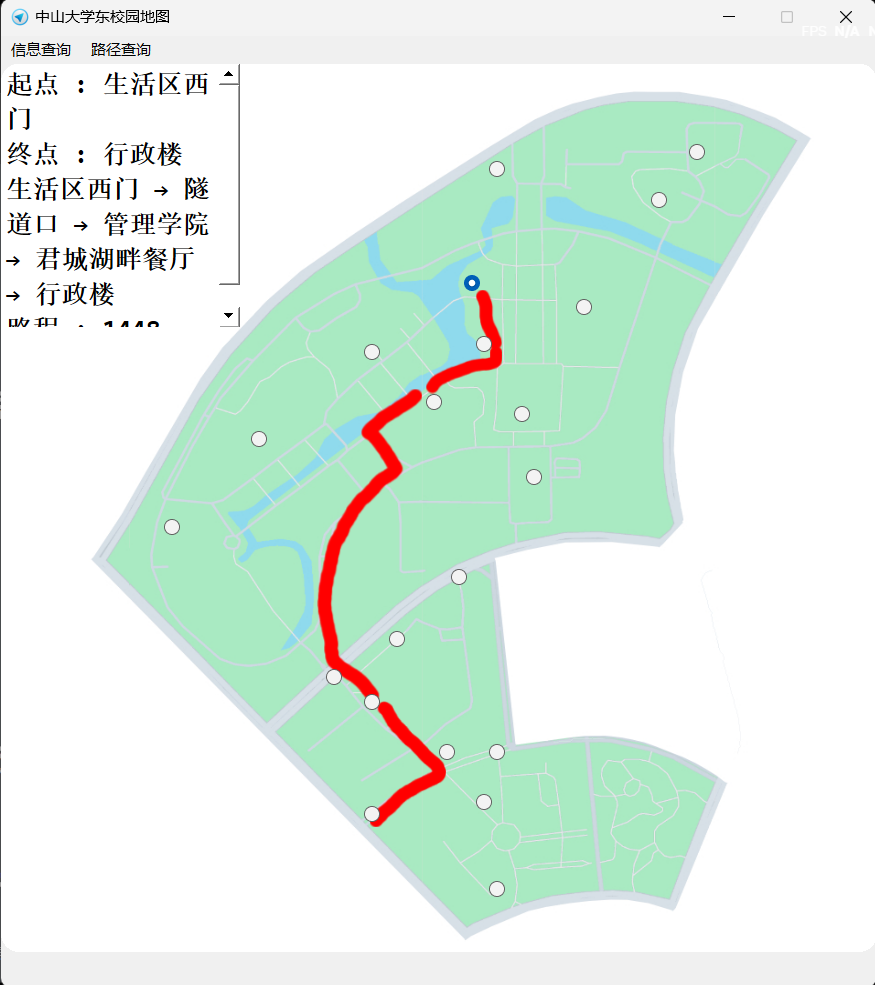 中山大学东校园地图
FPS N/A N
信息查询 路径查询
起点 : 生活区西
门
终点 : 行政楼
生活区西门 → 隧
道口 → 管理学院
→ 君城湖畔餐厅
→ 行政楼
路程 : 1448